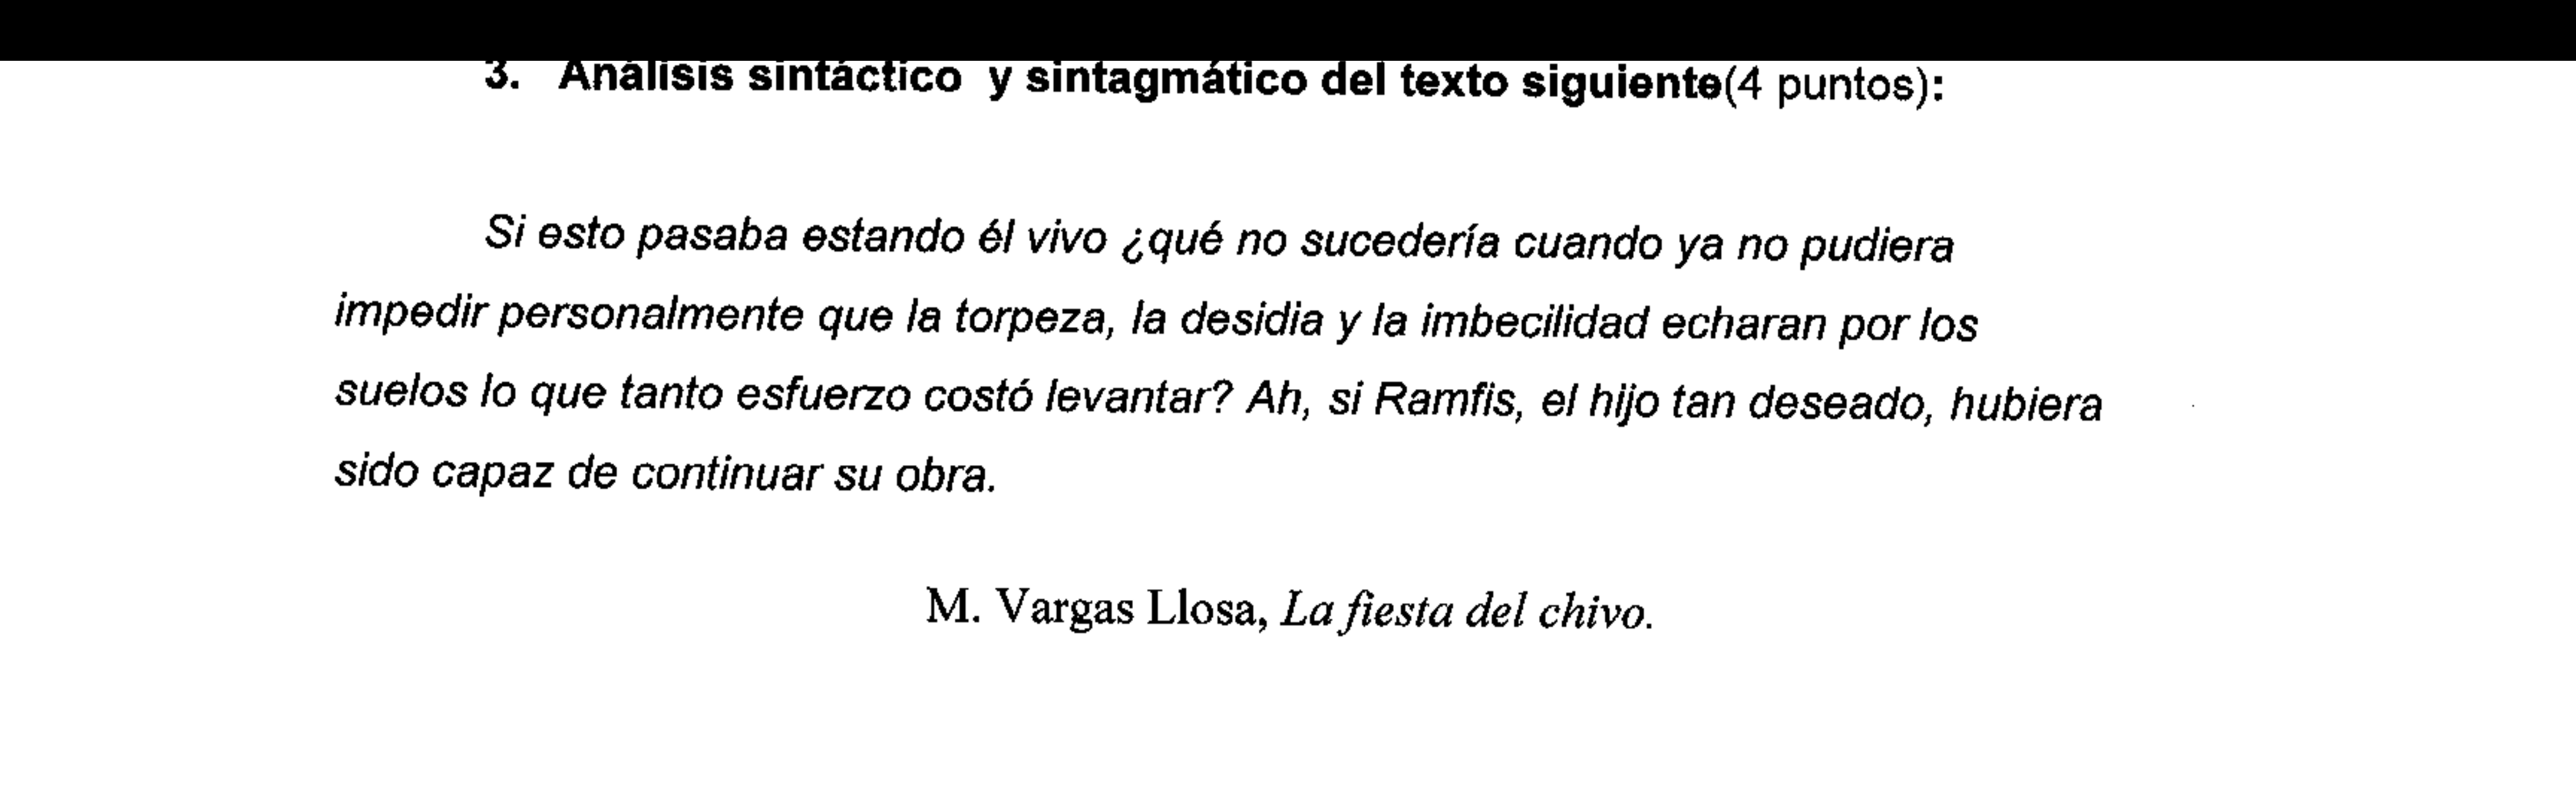 3. Análisis sintáctico y sintagmático del texto siguiente(4 puntos):
Si esto pasaba estando él vivo ¿qué no sucedería cuando ya no pudiera
impedir personalmente que la torpeza, la desidia y la imbecilidad echaran por los
suelos lo que tanto esfuerzo costó levantar? Ah, si Ramfis, el hijo tan deseado, hubiera
sido capaz de continuar su obra.
M. Vargas Llosa, La fiesta del chivo.